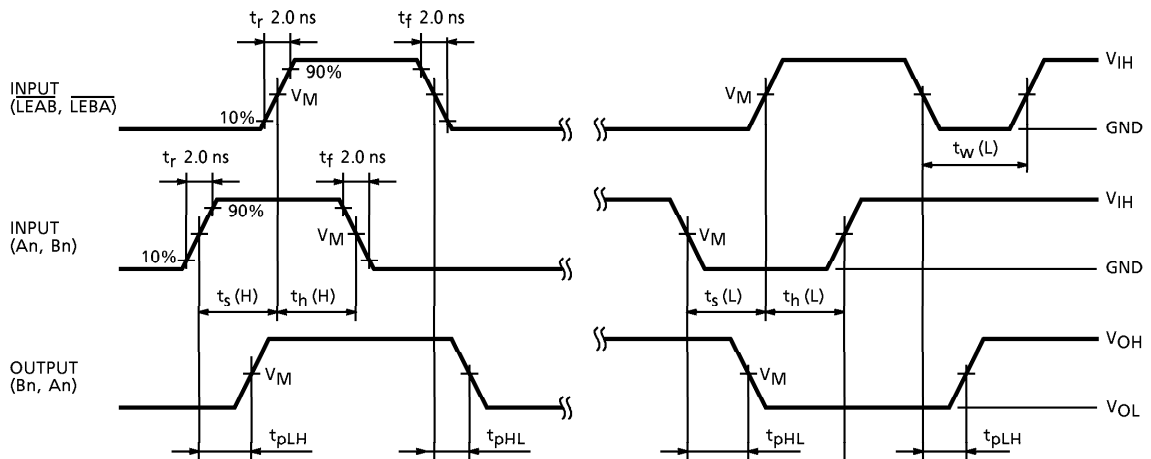 tr 2.0 ns
tf 2.0 ns
INPUT
(LEAB, LEBA)
90%
VM
10%
VM
VIH
GND
tw (L)
tr 2.0 ns
tf 2.0 ns
INPUT
(An, Bn)
90%
VM
10%
VM
VIH
GND
ts (H)
th (H)
ts (L)
th (L)
OUTPUT
(Bn, An)
VM
VM
VOH
VOL
tpLH
tpHL
tpHL
tpLH